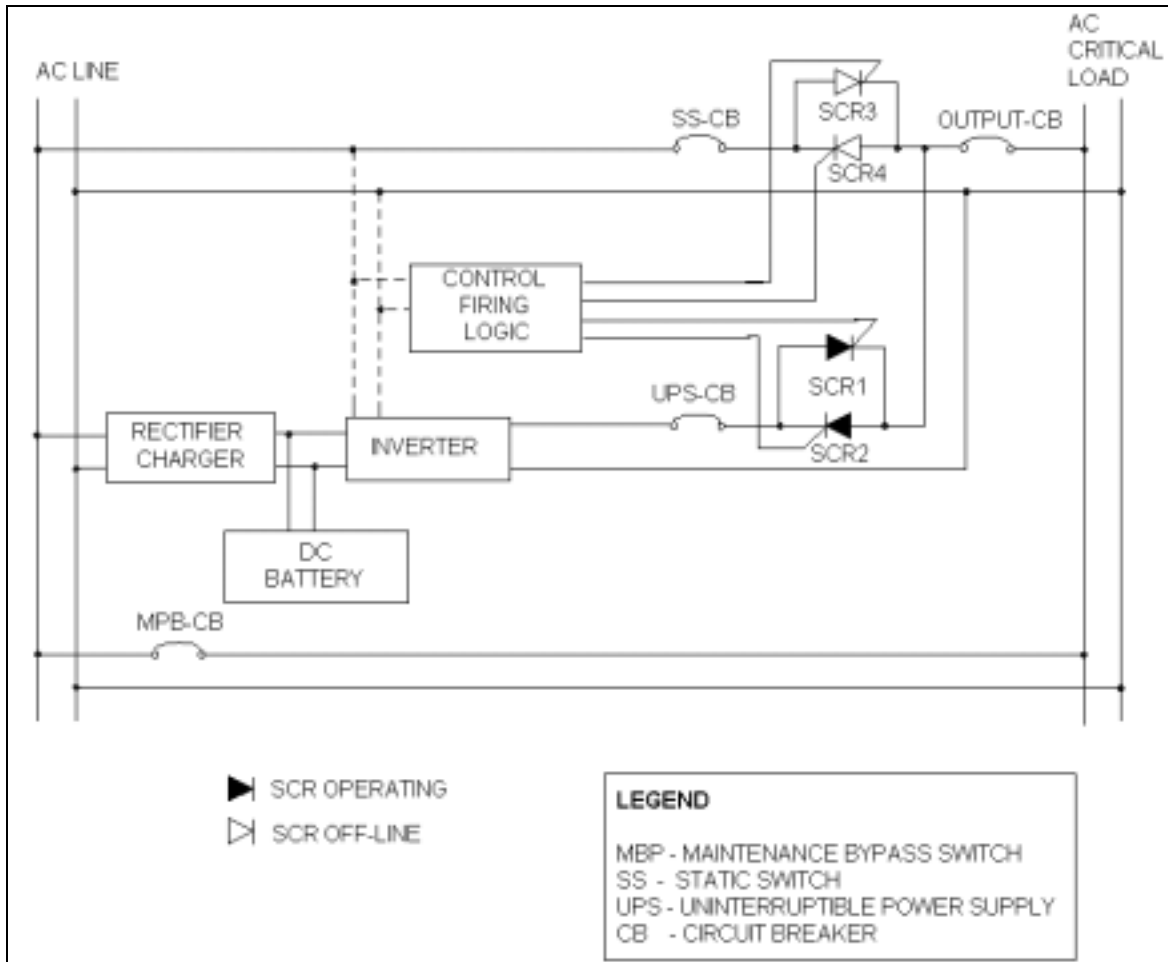 AC LINE
AC
CRITICAL
LOAD
SS-CB
SCR3
OUTPUT-CB
SCR4
CONTROL
FIRING
LOGIC
UPS-CB
SCR1
RECTIFIER
CHARGER
INVERTER
SCR2
DC
BATTERY
MPB-CB
SCR OPERATING
SCR OFF-LINE
LEGEND
MBP - MAINTENANCE BYPASS SWITCH
SS - STATIC SWITCH
UPS - UNINTERRUPTIBLE POWER SUPPLY
CB - CIRCUIT BREAKER